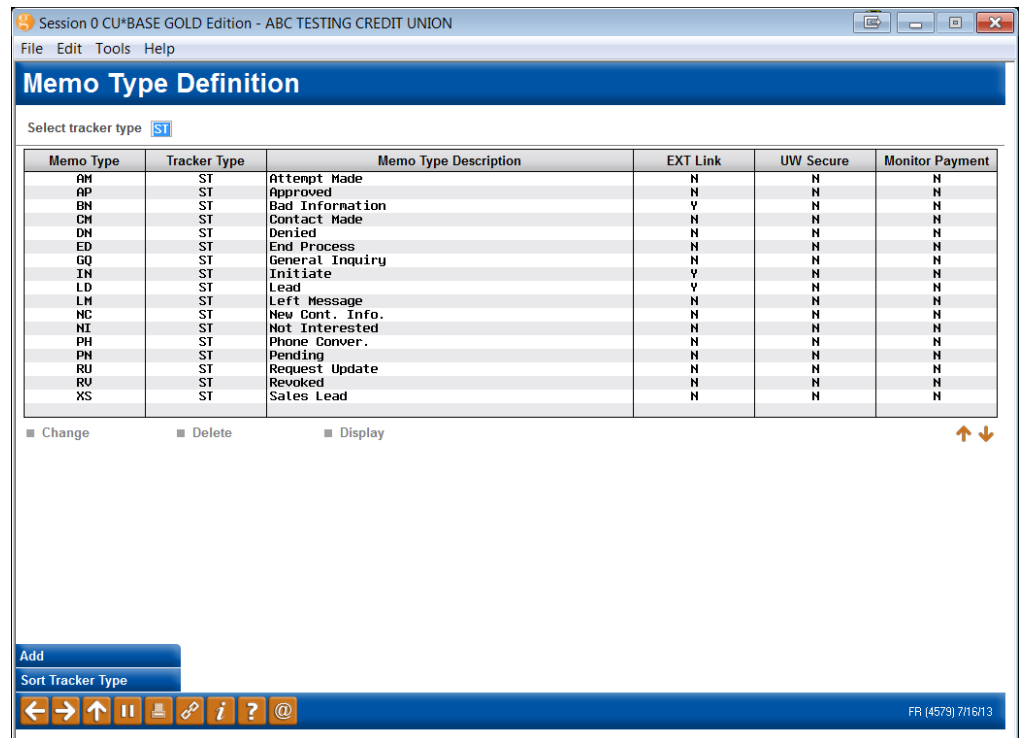 Session 0 CU*BASE GOLD Edition - ABC TESTING CREDIT UNION
File Edit Tools Help
Memo Type Definition
Select tracker type ST
Memo Type Tracker Type Memo Type Description EXT Link UW Secure Monitor Payment
AM ST Attempt Made N N N
AP ST Approved N N N
BN ST Bad Information Y N N
CM ST Contact Made N N N
DN ST Denied N N N
ED ST End Process N N N
GQ ST General Inquiry N N N
IN ST Initiate Y N N
LD ST Lead Y N N
LM ST Left Message N N N
NC ST New Cont. Info. N N N
NI ST Not Interested N N N
PH ST Phone Conver. N N N
PN ST Pending N N N
RU ST Request Update N N N
RV ST Revoked N N N
XS ST Sales Lead N N N
Change Delete Display
Add
Sort Tracker Type
i ? @
FR (4579) 7/16/13